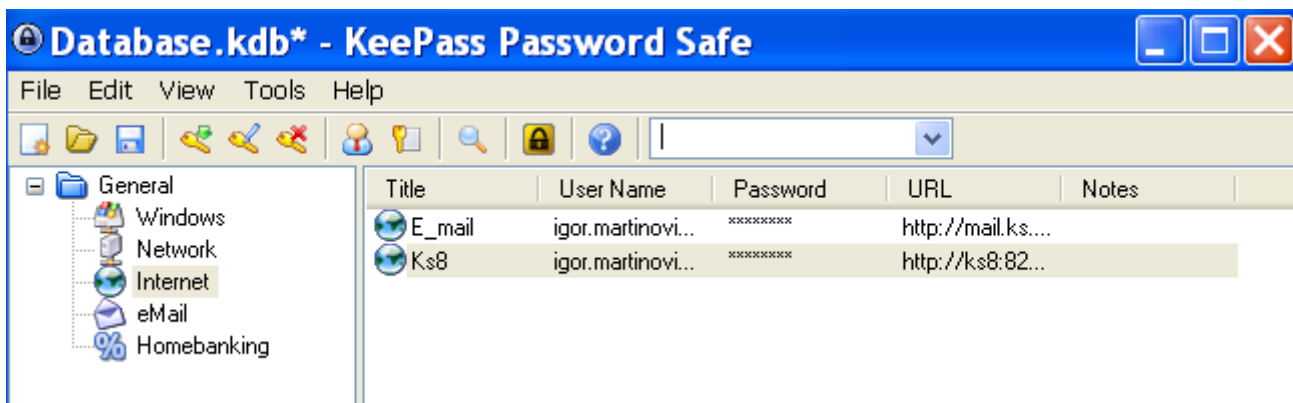 Database.kdb* - KeePass Password Safe
File Edit View Tools Help
General
Windows
Network
Internet
eMail
Homebanking
Title User Name Password URL Notes
E_mail igor.martinovi... ******** http://mail.ks....
Ks8 igor.martinovi... ******** http://ks8:82...